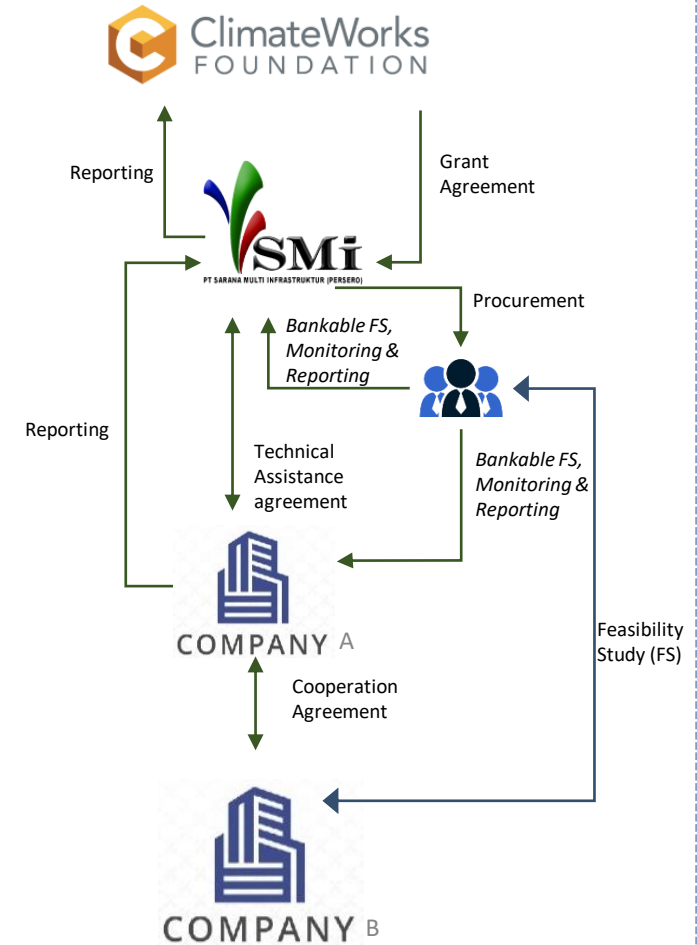 ClimateWorks
FOUNDATION
Reporting
Grant
Agreement
SMi
PT SARANA MULTI INFRASTRUKTUR (PERSERO)
Procurement
Bankable FS,
Monitoring &
Reporting
Reporting
Technical
Assistance
agreement
Bankable FS,
Monitoring &
Reporting
COMPANY A
Feasibility
Study (FS)
Cooperation
Agreement
COMPANY B